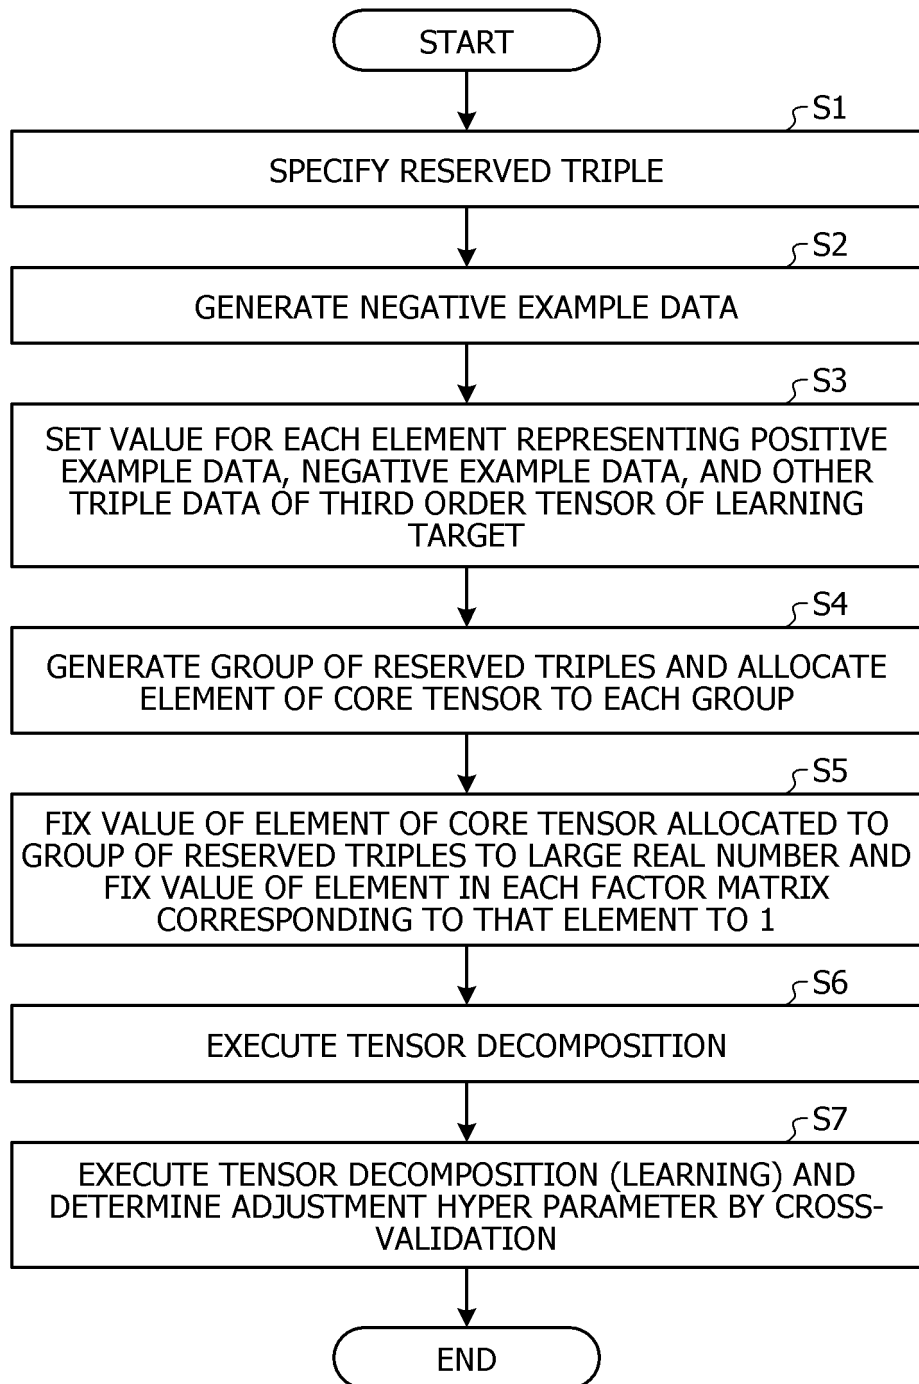 START
S1
SPECIFY RESERVED TRIPLE
S2
GENERATE NEGATIVE EXAMPLE DATA
S3
SET VALUE FOR EACH ELEMENT REPRESENTING POSITIVE
EXAMPLE DATA, NEGATIVE EXAMPLE DATA, AND OTHER
TRIPLE DATA OF THIRD ORDER TENSOR OF LEARNING
TARGET
S4
GENERATE GROUP OF RESERVED TRIPLES AND ALLOCATE
ELEMENT OF CORE TENSOR TO EACH GROUP
S5
FIX VALUE OF ELEMENT OF CORE TENSOR ALLOCATED TO
GROUP OF RESERVED TRIPLES TO LARGE REAL NUMBER AND
FIX VALUE OF ELEMENT IN EACH FACTOR MATRIX
CORRESPONDING TO THAT ELEMENT TO 1
S6
EXECUTE TENSOR DECOMPOSITION
S7
EXECUTE TENSOR DECOMPOSITION (LEARNING) AND
DETERMINE ADJUSTMENT HYPER PARAMETER BY CROSS-
VALIDATION
END